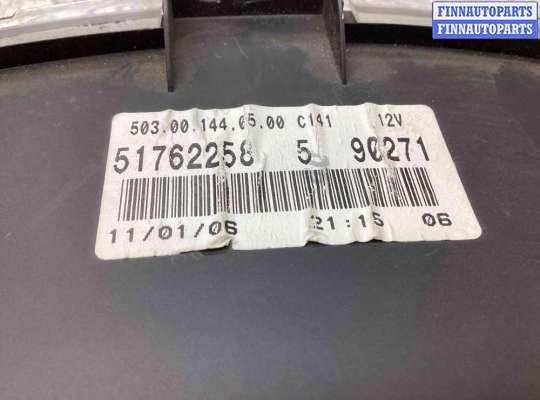 FINNAUTOPARTS
FINNAUTOPARTS
503.00.144.05.00 C141 12V
51762258 5 90271
11/01/06 21:15 06